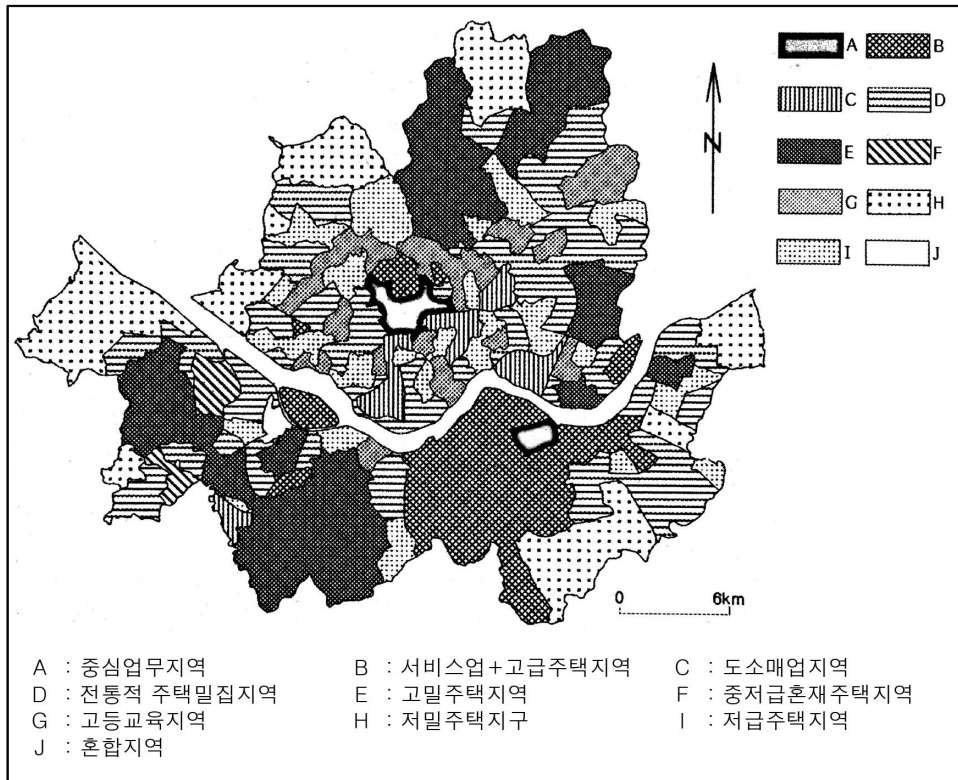 A B
C D
E F
N
G H
I J
0 6km
A : 중심업무지역 B : 서비스업+고급주택지역 C : 도소매업지역
D : 전통적 주택밀집지역 E : 고밀주택지역 F : 중저급혼재주택지역
G : 고등교육지역 H : 저밀주택지구 I : 저급주택지역
J : 혼합지역